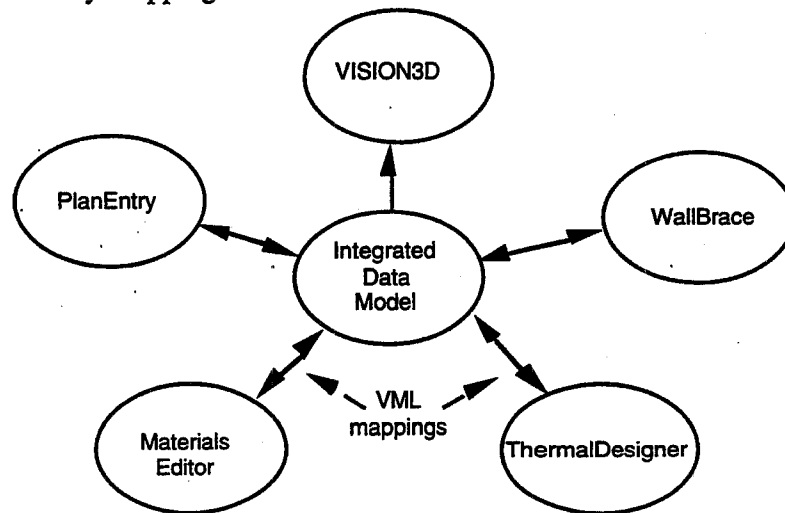 VISION3D
PlanEntry
WallBrace
Integrated
Data
Model
VML
mappings
Materials
Editor
ThermalDesigner